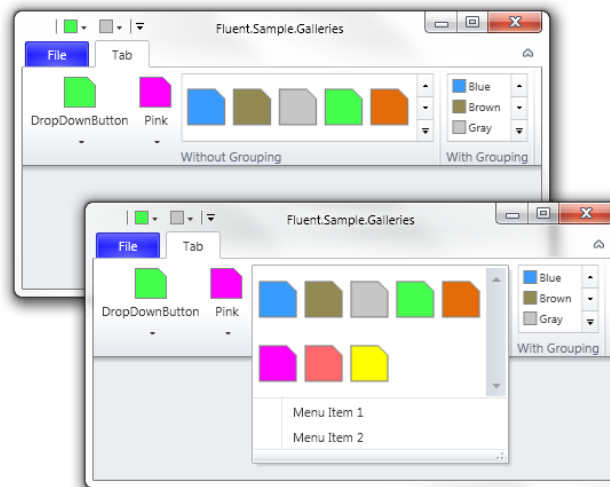 Fluent.Sample.Galleries
File Tab
DropDownButton Pink
Blue
Brown
Gray
Without Grouping With Grouping
Fluent.Sample.Galleries
File Tab
DropDownButton Pink
Blue
Brown
Gray
With Grouping
Menu Item 1
Menu Item 2